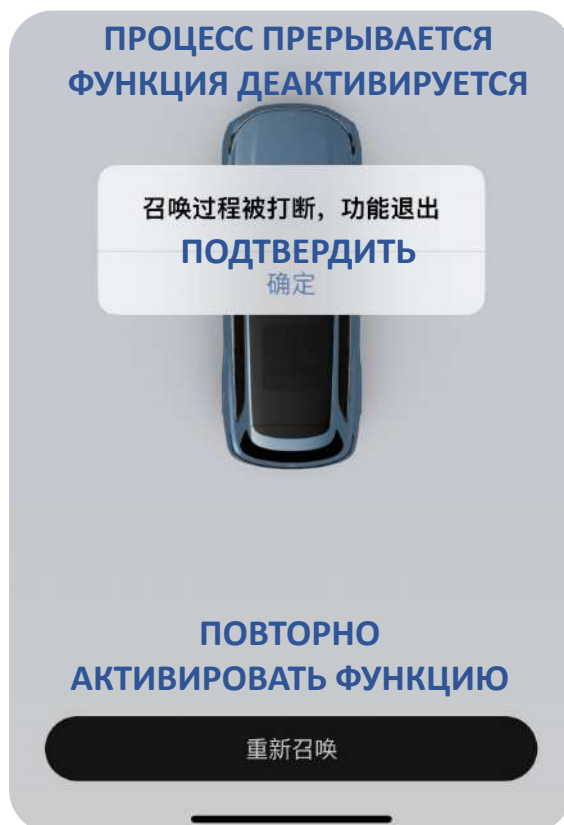 ПРОЦЕСС ПРЕРЫВАЕТСЯ
ФУНКЦИЯ ДЕАКТИВИРУЕТСЯ
召唤过程被打断，功能退出
ПОДТВЕРДИТЬ
确定
ПОВТОРНО
АКТИВИРОВАТЬ ФУНКЦИЮ
重新召唤